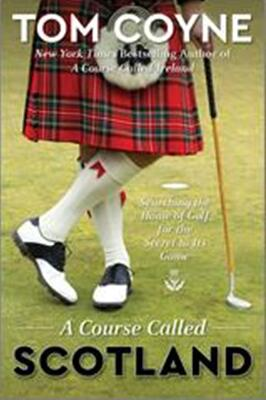 TOM COYNE
New York Times Bestselling Author of
A Course Called Ireland
Searching the
Home of Golf
for the
Secret to Its
Game
A Course Called
SCOTLAND